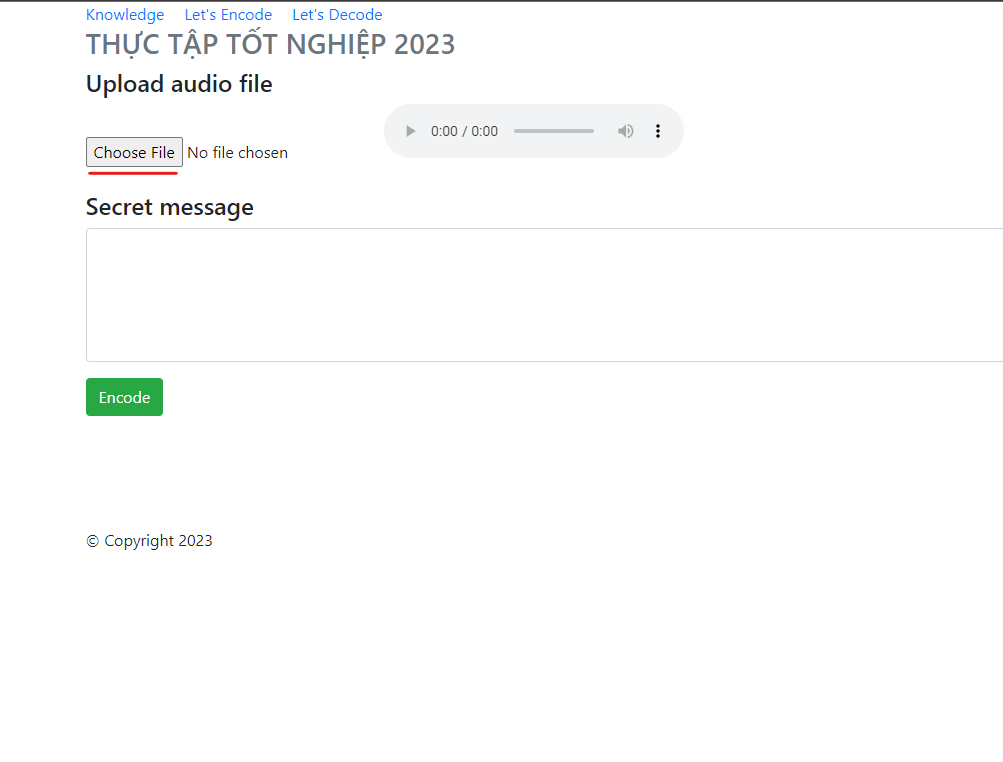 Knowledge Let's Encode Let's Decode
THỰC TẬP TỐT NGHIỆP 2023
Upload audio file
0:00 / 0:00
Choose File No file chosen
Secret message
Encode
© Copyright 2023